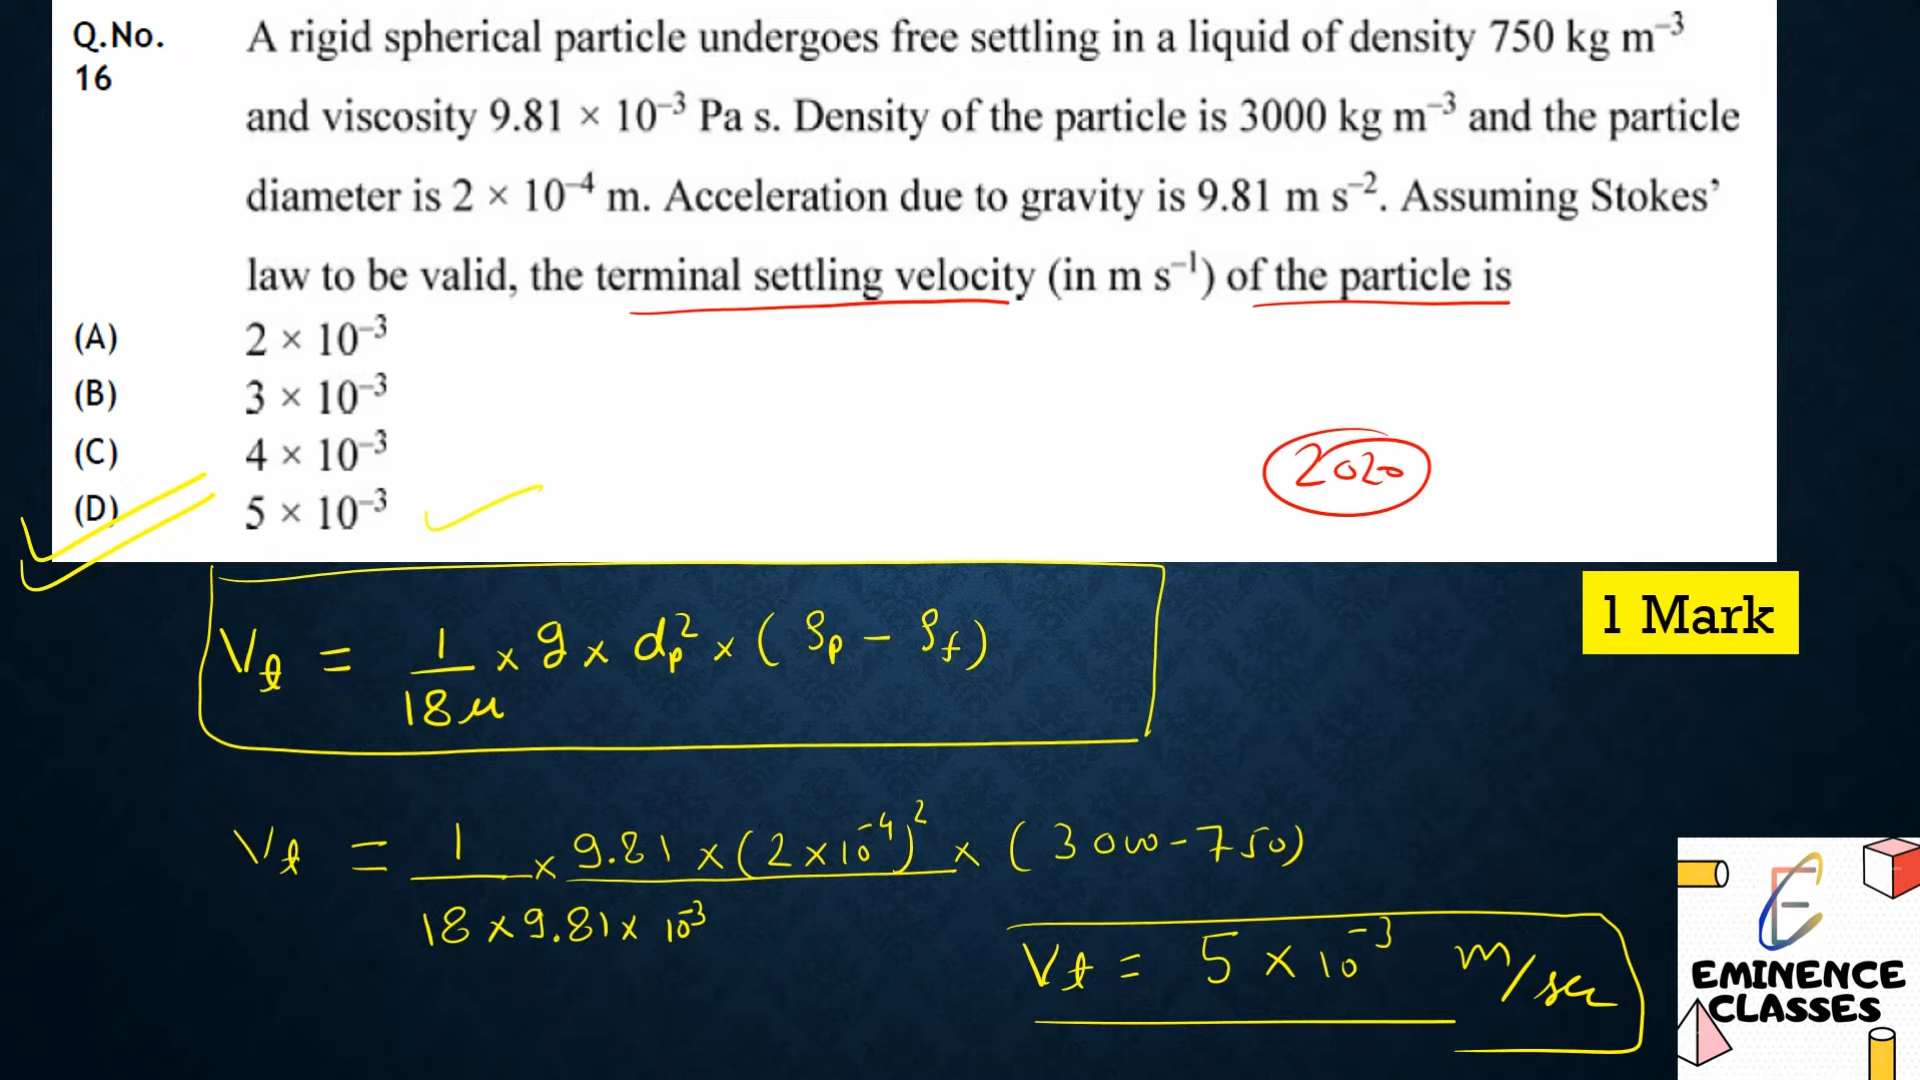 Q.No. A rigid spherical particle undergoes free settling in a liquid of density 750 kg m⁻³
16
and viscosity 9.81 × 10⁻³ Pa s. Density of the particle is 3000 kg m⁻³ and the particle
diameter is 2 × 10⁻⁴ m. Acceleration due to gravity is 9.81 m s⁻². Assuming Stokes’
law to be valid, the terminal settling velocity (in m s⁻¹) of the particle is
(A) 2 × 10⁻³
(B) 3 × 10⁻³
(C) 4 × 10⁻³
(D) 5 × 10⁻³
2020
1 Mark
Vt = 1/18μ × g × dp² × (ρp − ρf)
Vt = 1/18×9.81×10⁻³ × 9.81×(2×10⁻⁴)² × (3000-750)
Vt = 5 × 10⁻³ m/sec
EMINENCE
CLASSES